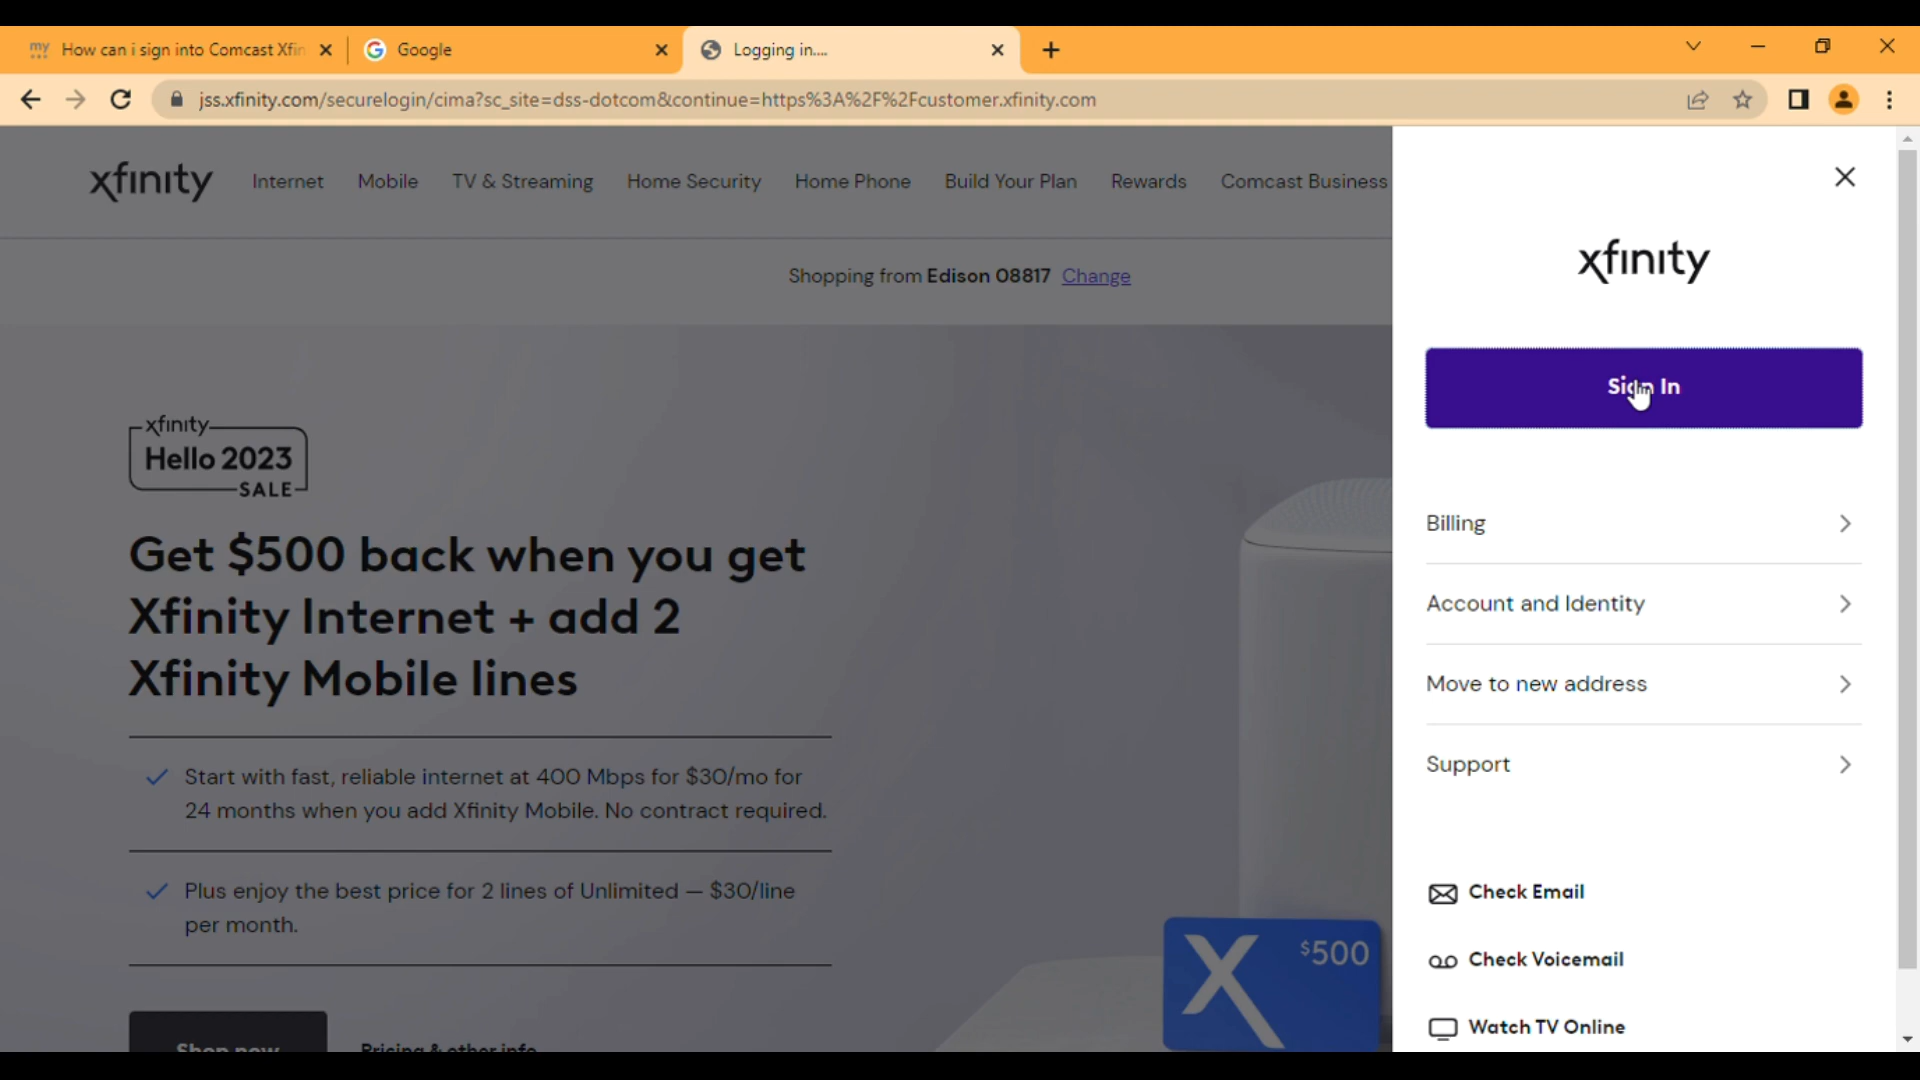 my How can i sign into Comcast Xfin
Google
Logging in....
jss.xfinity.com/securelogin/cima?sc_site=dss-dotcom&continue=https%3A%2F%2Fcustomer.xfinity.com
xfinity Internet Mobile TV & Streaming Home Security Home Phone Build Your Plan Rewards Comcast Business
Shopping from Edison 08817 Change
xfinity
Hello 2023
SALE
Get $500 back when you get
Xfinity Internet + add 2
Xfinity Mobile lines
Start with fast, reliable internet at 400 Mbps for $30/mo for
24 months when you add Xfinity Mobile. No contract required.
Plus enjoy the best price for 2 lines of Unlimited — $30/line
per month.
Shop now
Pricing & other info
X $500
xfinity
Sign In
Billing
Account and Identity
Move to new address
Support
Check Email
Check Voicemail
Watch TV Online